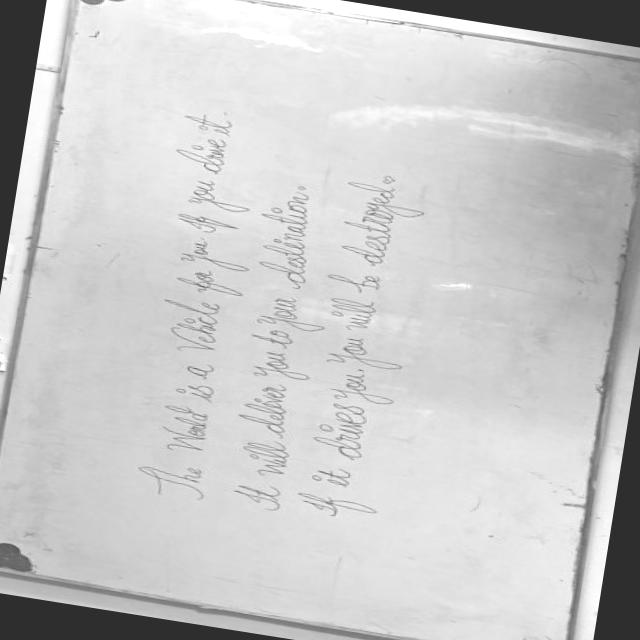 The Work is a Vehicle for you If you drive it.
It will deliver you to your destination.
If it drives you, you will be destroyed.